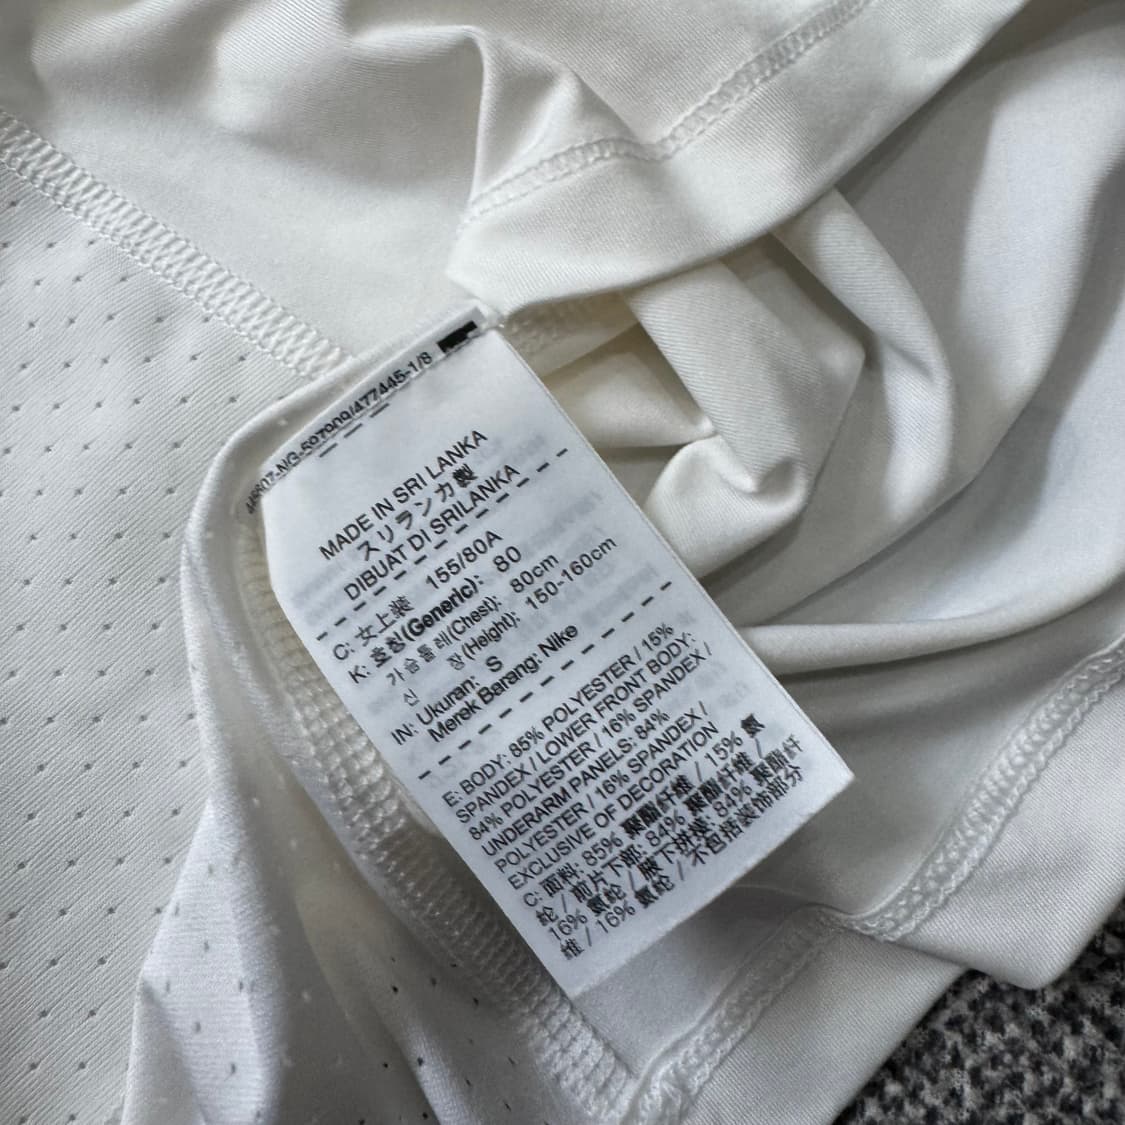 MADE IN SRI LANKA
スリランカ製
DIBUAT DI SRILANKA
C: 女上装 155/80A
K: 호칭(Generic): 80
가슴둘레(Chest): 80cm
신 장(Height): 150-160cm
IN: Ukuran: S
Merek Barang: Nike
E: BODY: 85% POLYESTER / 15%
SPANDEX / LOWER FRONT BODY:
84% POLYESTER / 16% SPANDEX /
UNDERARM PANELS: 84%
POLYESTER / 16% SPANDEX /
EXCLUSIVE OF DECORATION
C: 面料: 85% 聚酯纤维 / 15% 氨
纶 / 前片下部: 84% 聚酯纤维 /
16% 氨纶 / 腋下拼接: 84% 聚酯纤
维 / 16% 氨纶 / 不包括装饰部分